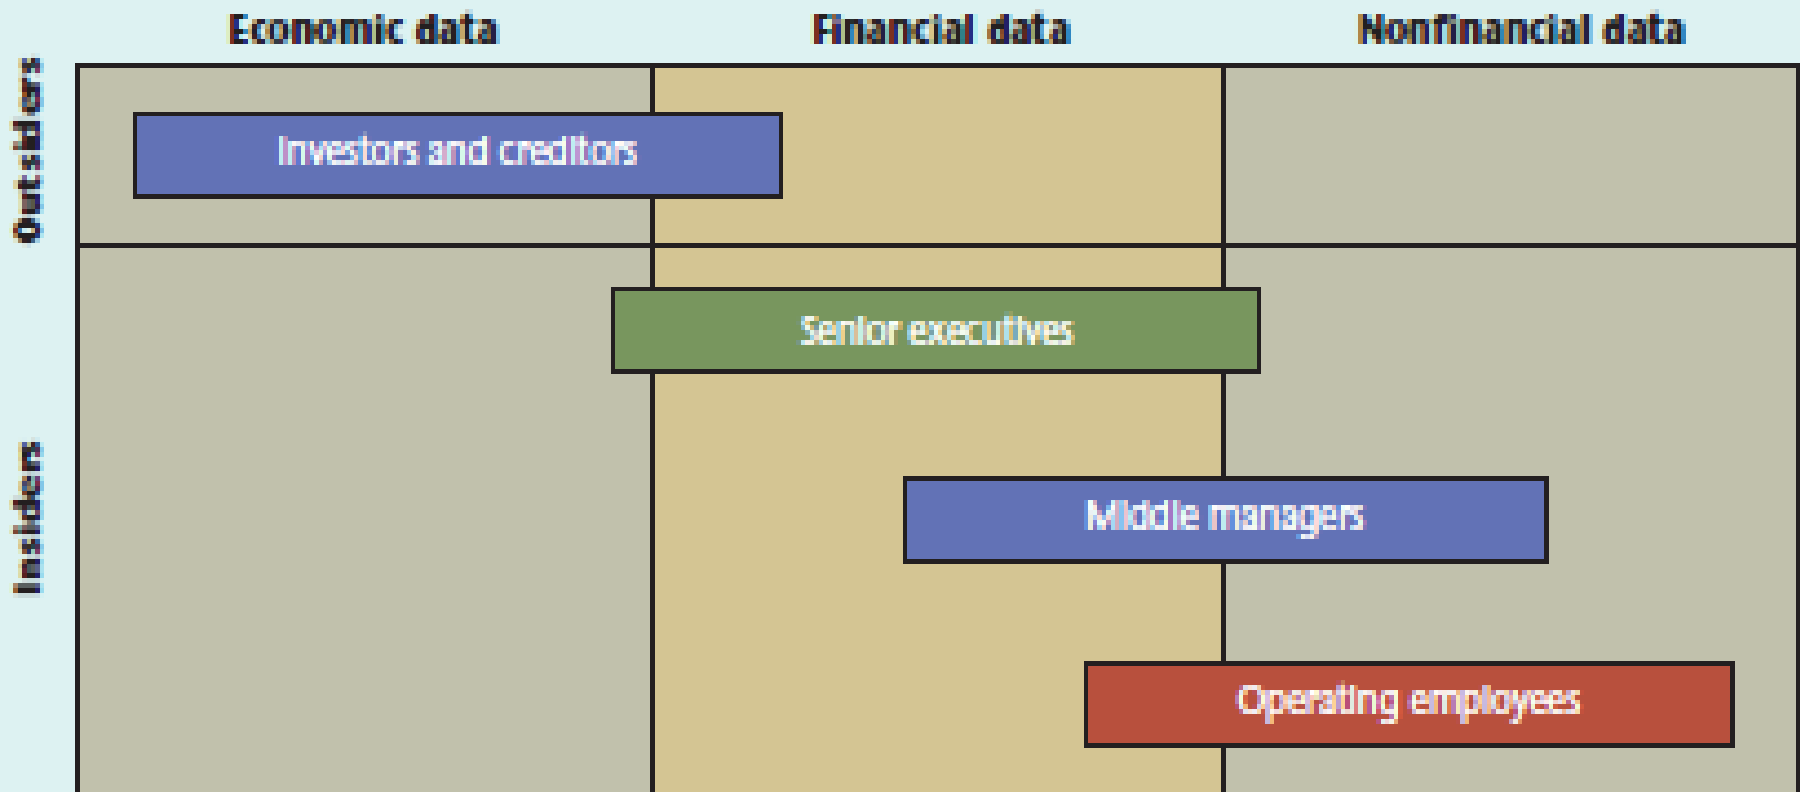 Economic data
Financial data
Nonfinancial data
Outsiders
Investors and creditors
Insiders
Senior executives
Middle managers
Operating employees